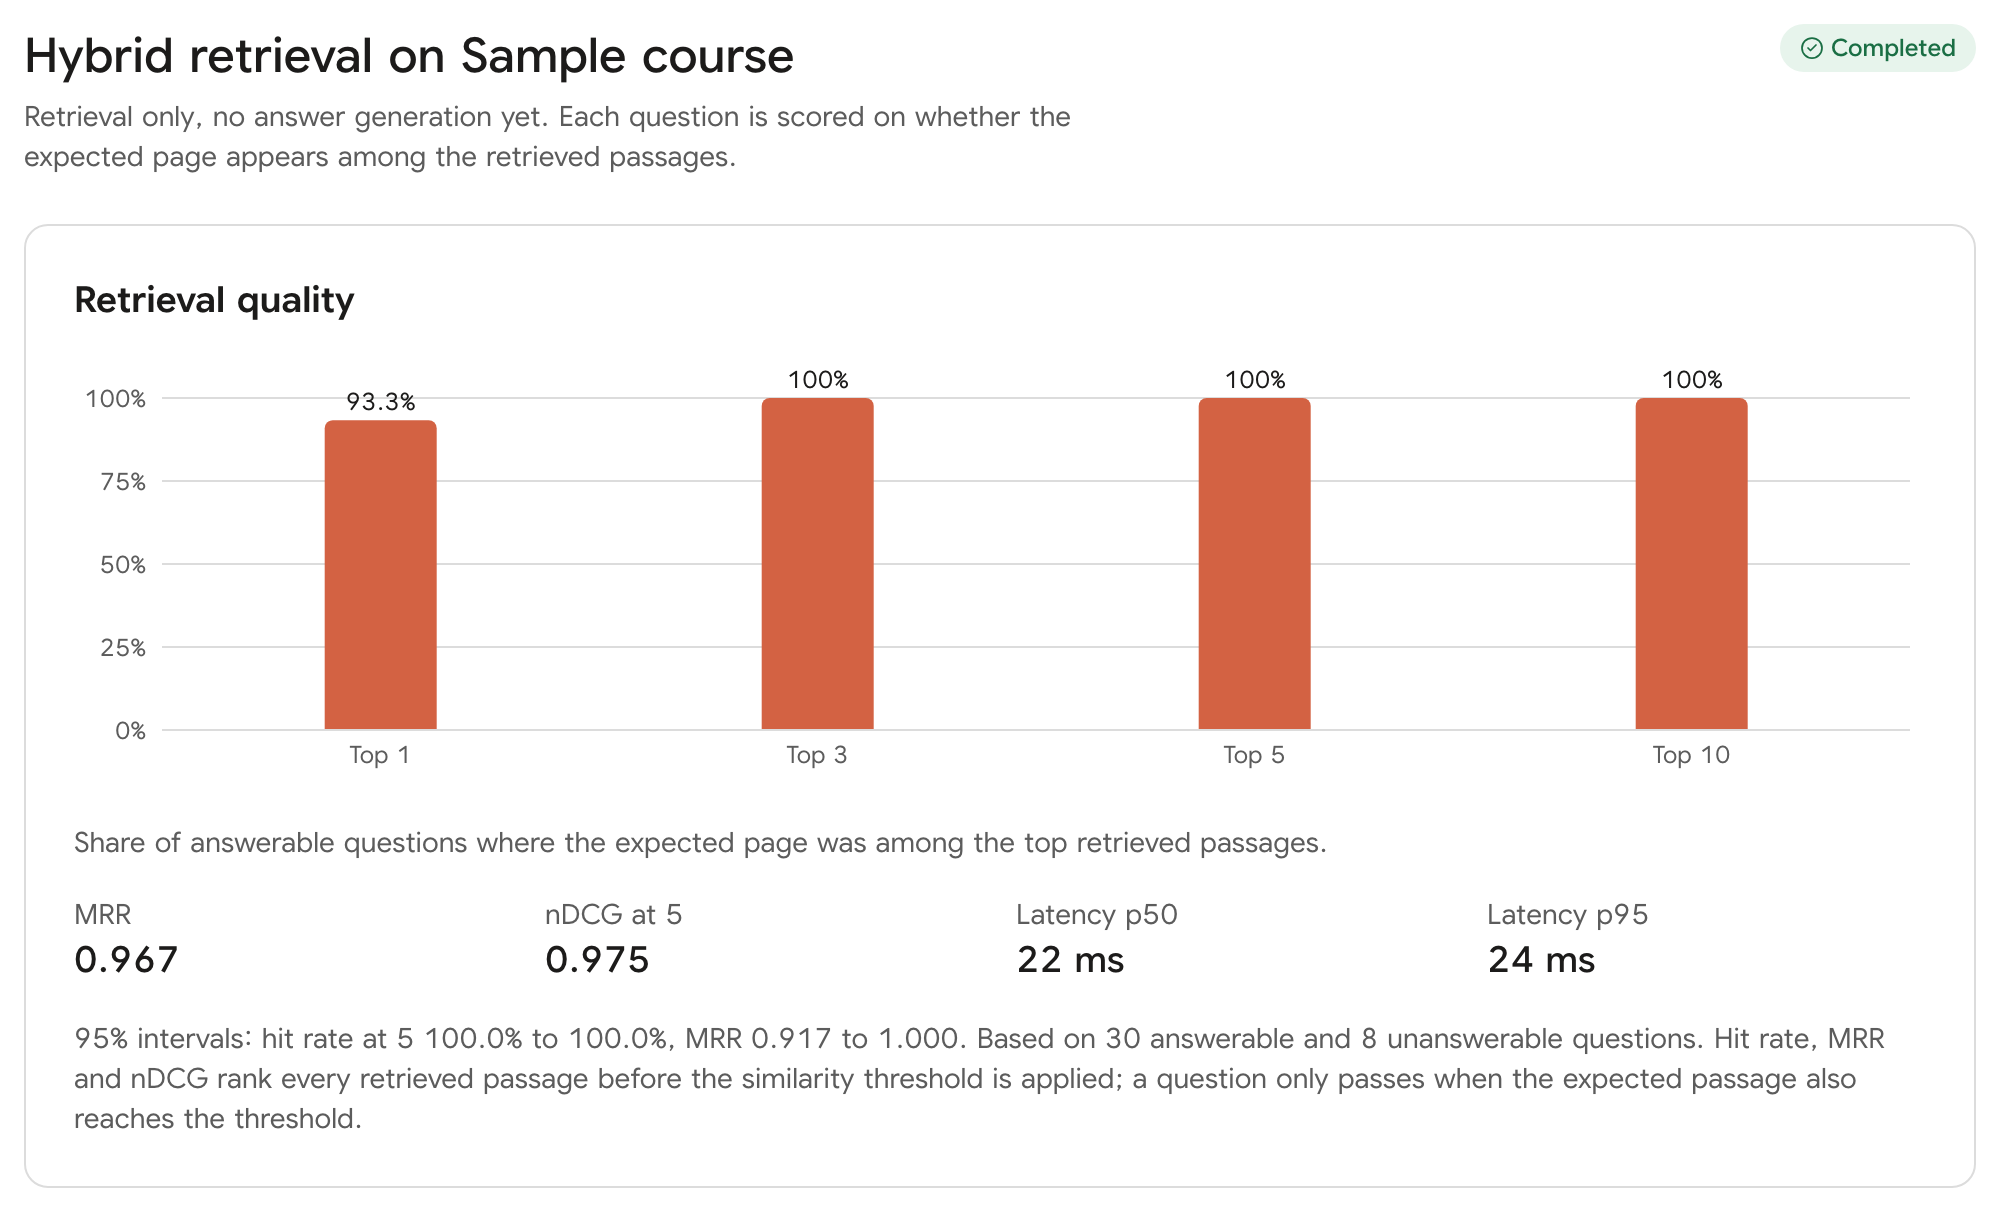 Hybrid retrieval on Sample course
Completed
Retrieval only, no answer generation yet. Each question is scored on whether the
expected page appears among the retrieved passages.
Retrieval quality
100%
75%
50%
25%
0%
93.3%
100%
100%
100%
Top 1
Top 3
Top 5
Top 10
Share of answerable questions where the expected page was among the top retrieved passages.
MRR
0.967
nDCG at 5
0.975
Latency p50
22 ms
Latency p95
24 ms
95% intervals: hit rate at 5 100.0% to 100.0%, MRR 0.917 to 1.000. Based on 30 answerable and 8 unanswerable questions. Hit rate, MRR
and nDCG rank every retrieved passage before the similarity threshold is applied; a question only passes when the expected passage also
reaches the threshold.